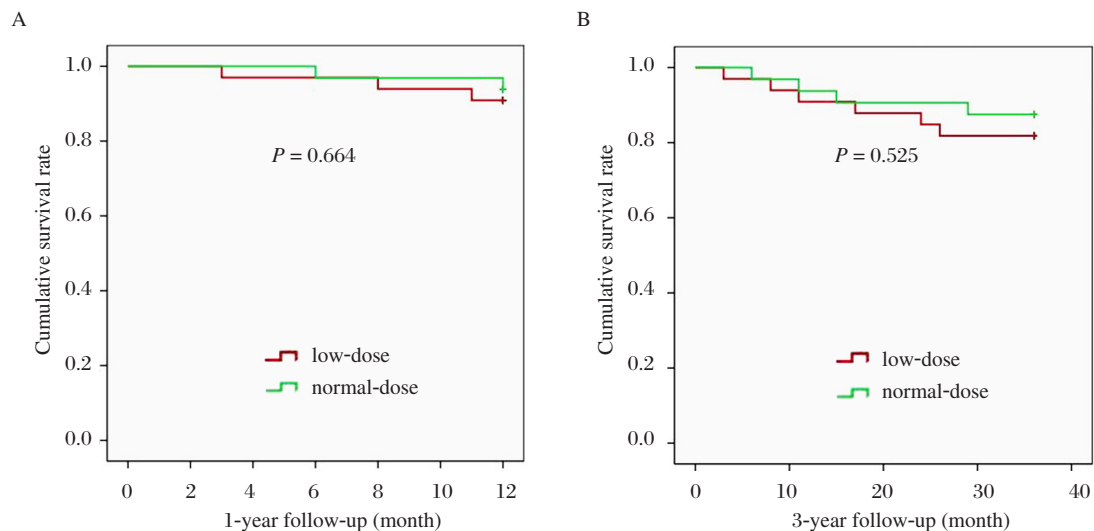 A
Cumulative survival rate
1.0
0.8
0.6
0.4
0.2
0.0
P = 0.664
low-dose
normal-dose
0 2 4 6 8 10 12
1-year follow-up (month)
B
Cumulative survival rate
1.0
0.8
0.6
0.4
0.2
0.0
P = 0.525
low-dose
normal-dose
0 10 20 30 40
3-year follow-up (month)